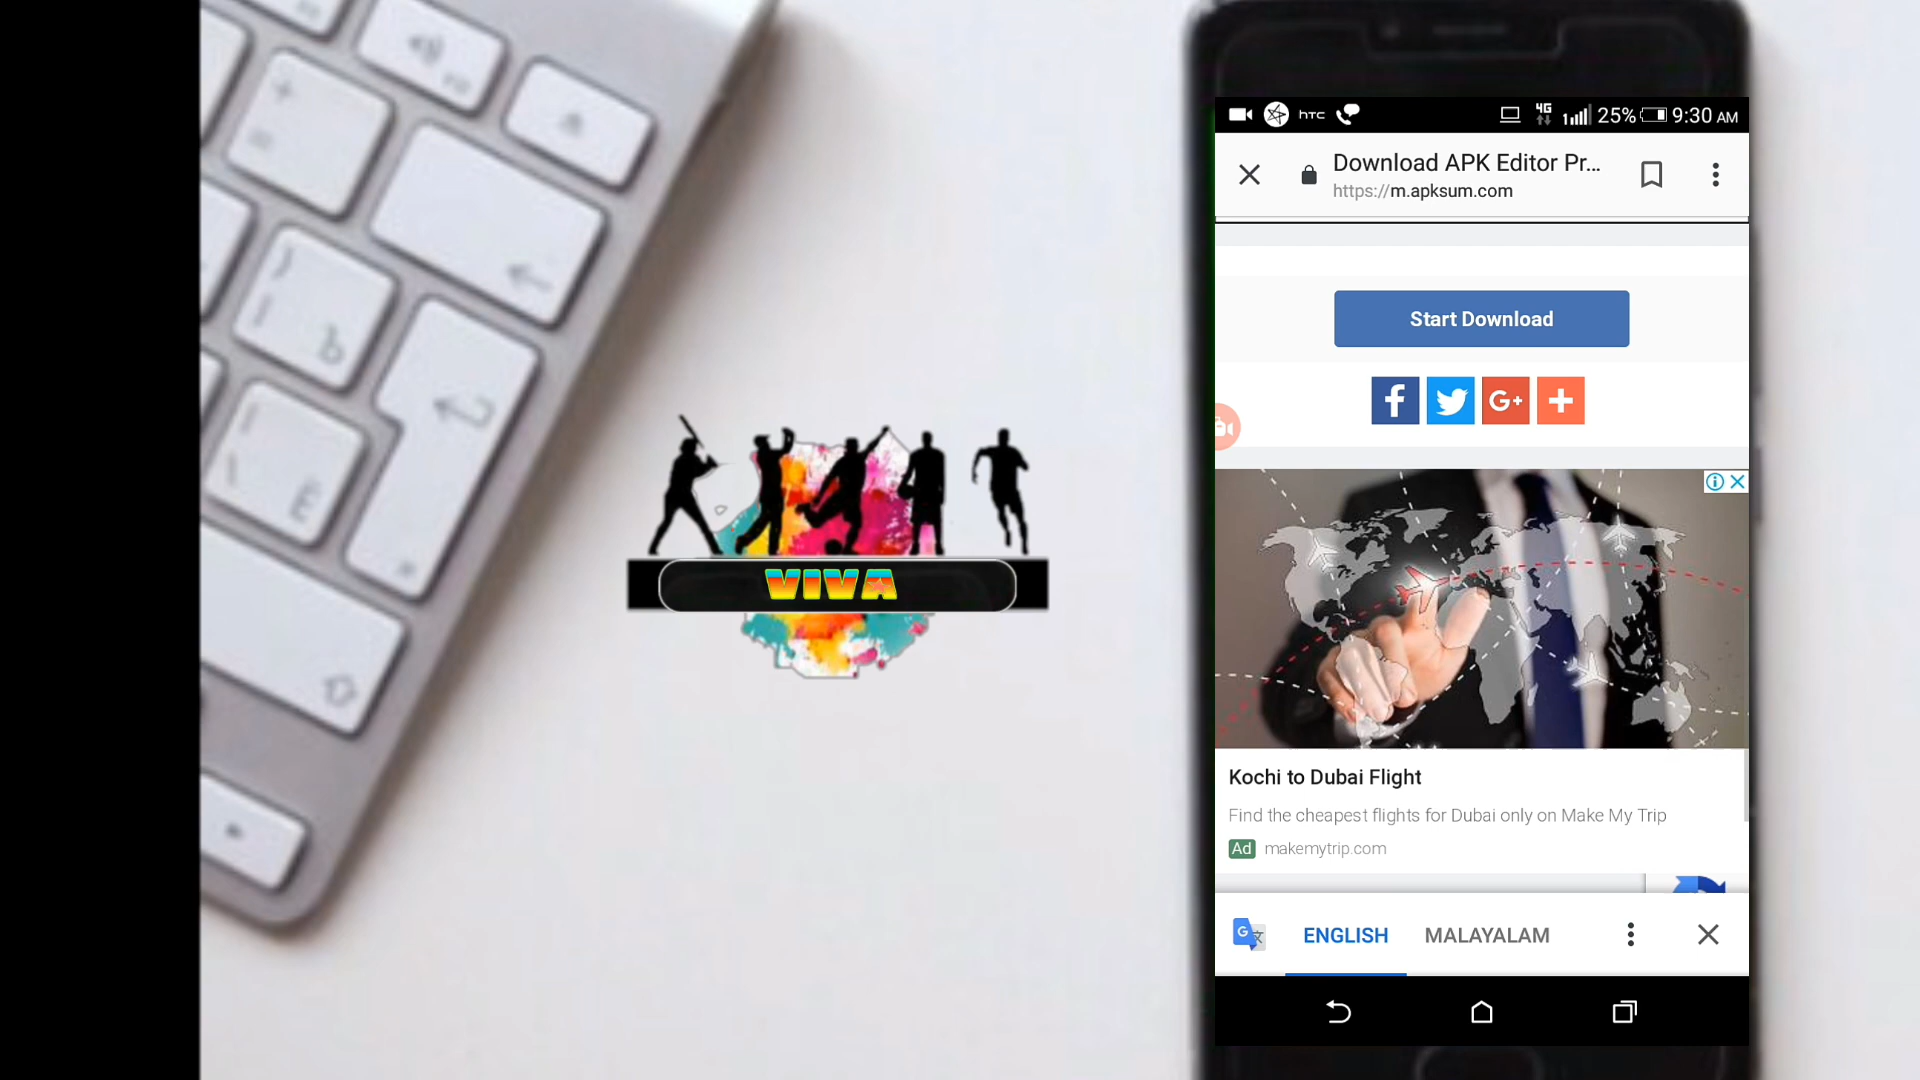 VIVA
htc
4G
25%
9:30 AM
Download APK Editor Pr...
https://m.apksum.com
Start Download
f
G+
Kochi to Dubai Flight
Find the cheapest flights for Dubai only on Make My Trip
Ad
makemytrip.com
ENGLISH
MALAYALAM